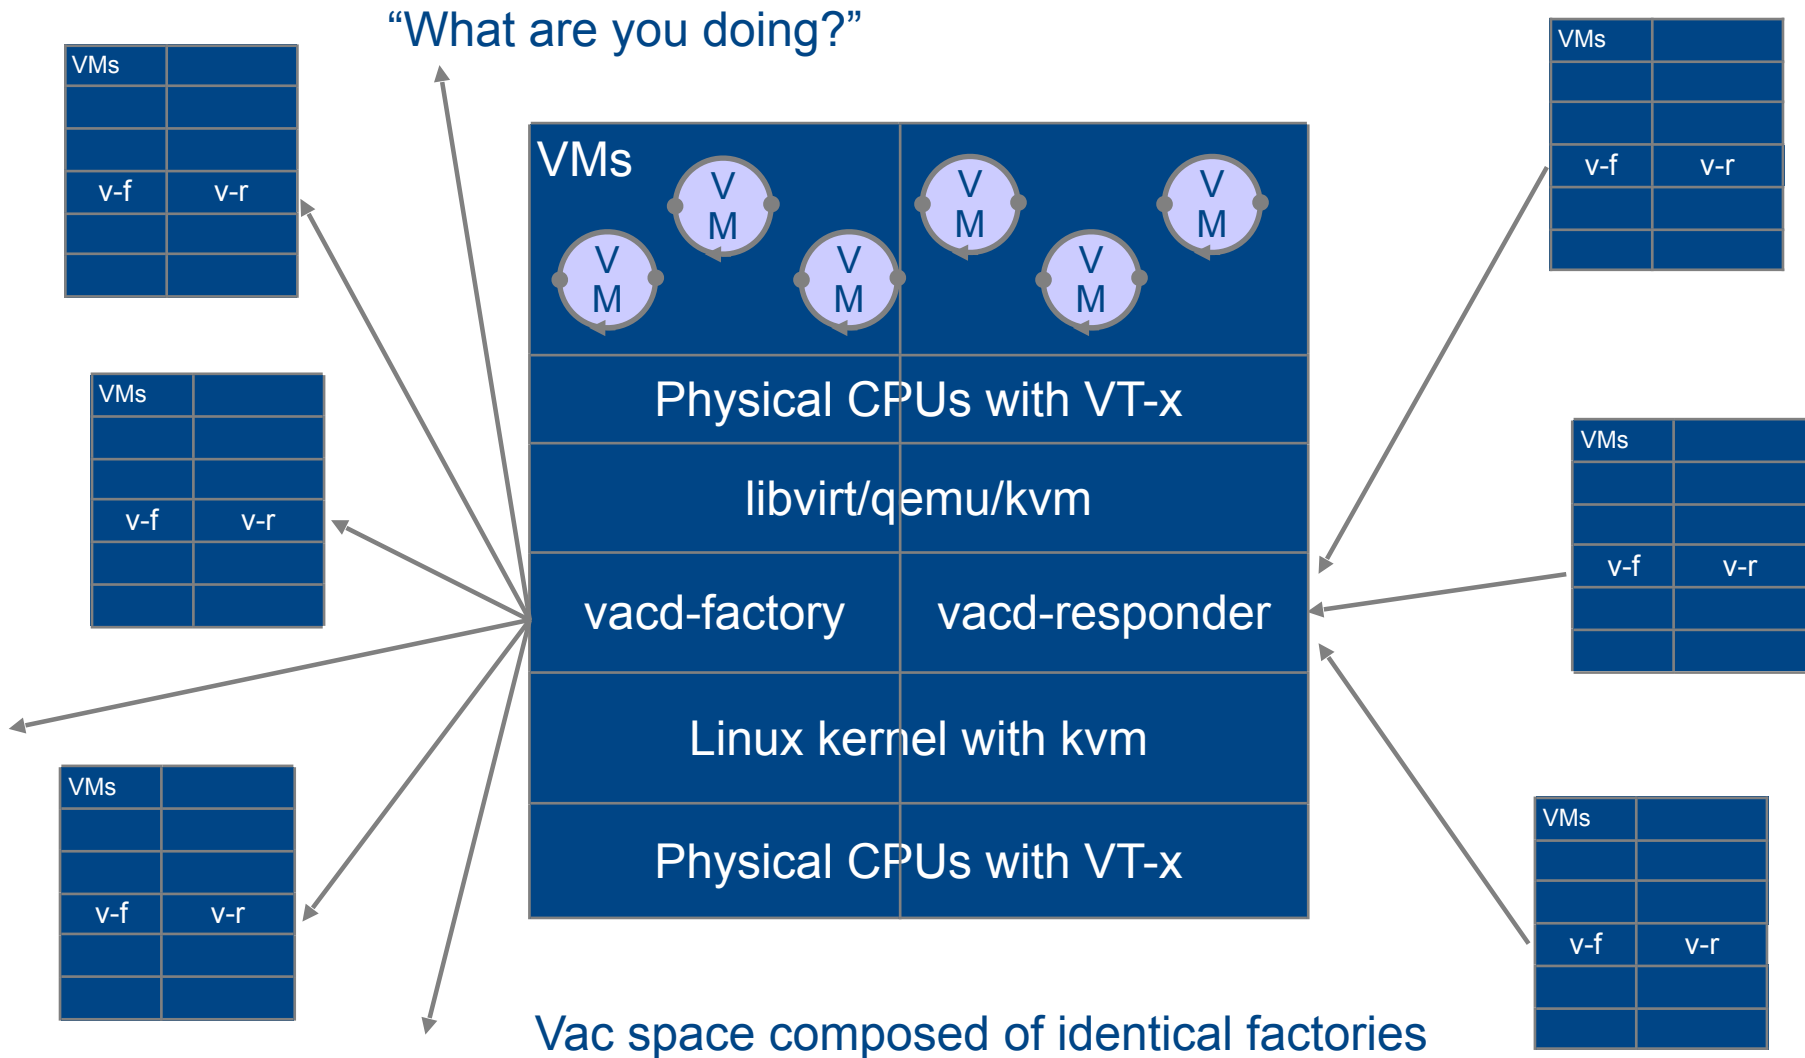 “What are you doing?”
VMs
v-f v-r
VMs
v-f v-r
VMs
v-f v-r
VMs
V
M
V
M
V
M
V
M
V
M
V
M
Physical CPUs with VT-x
libvirt/qemu/kvm
vacd-factory vacd-responder
Linux kernel with kvm
Physical CPUs with VT-x
VMs
v-f v-r
VMs
v-f v-r
VMs
v-f v-r
Vac space composed of identical factories